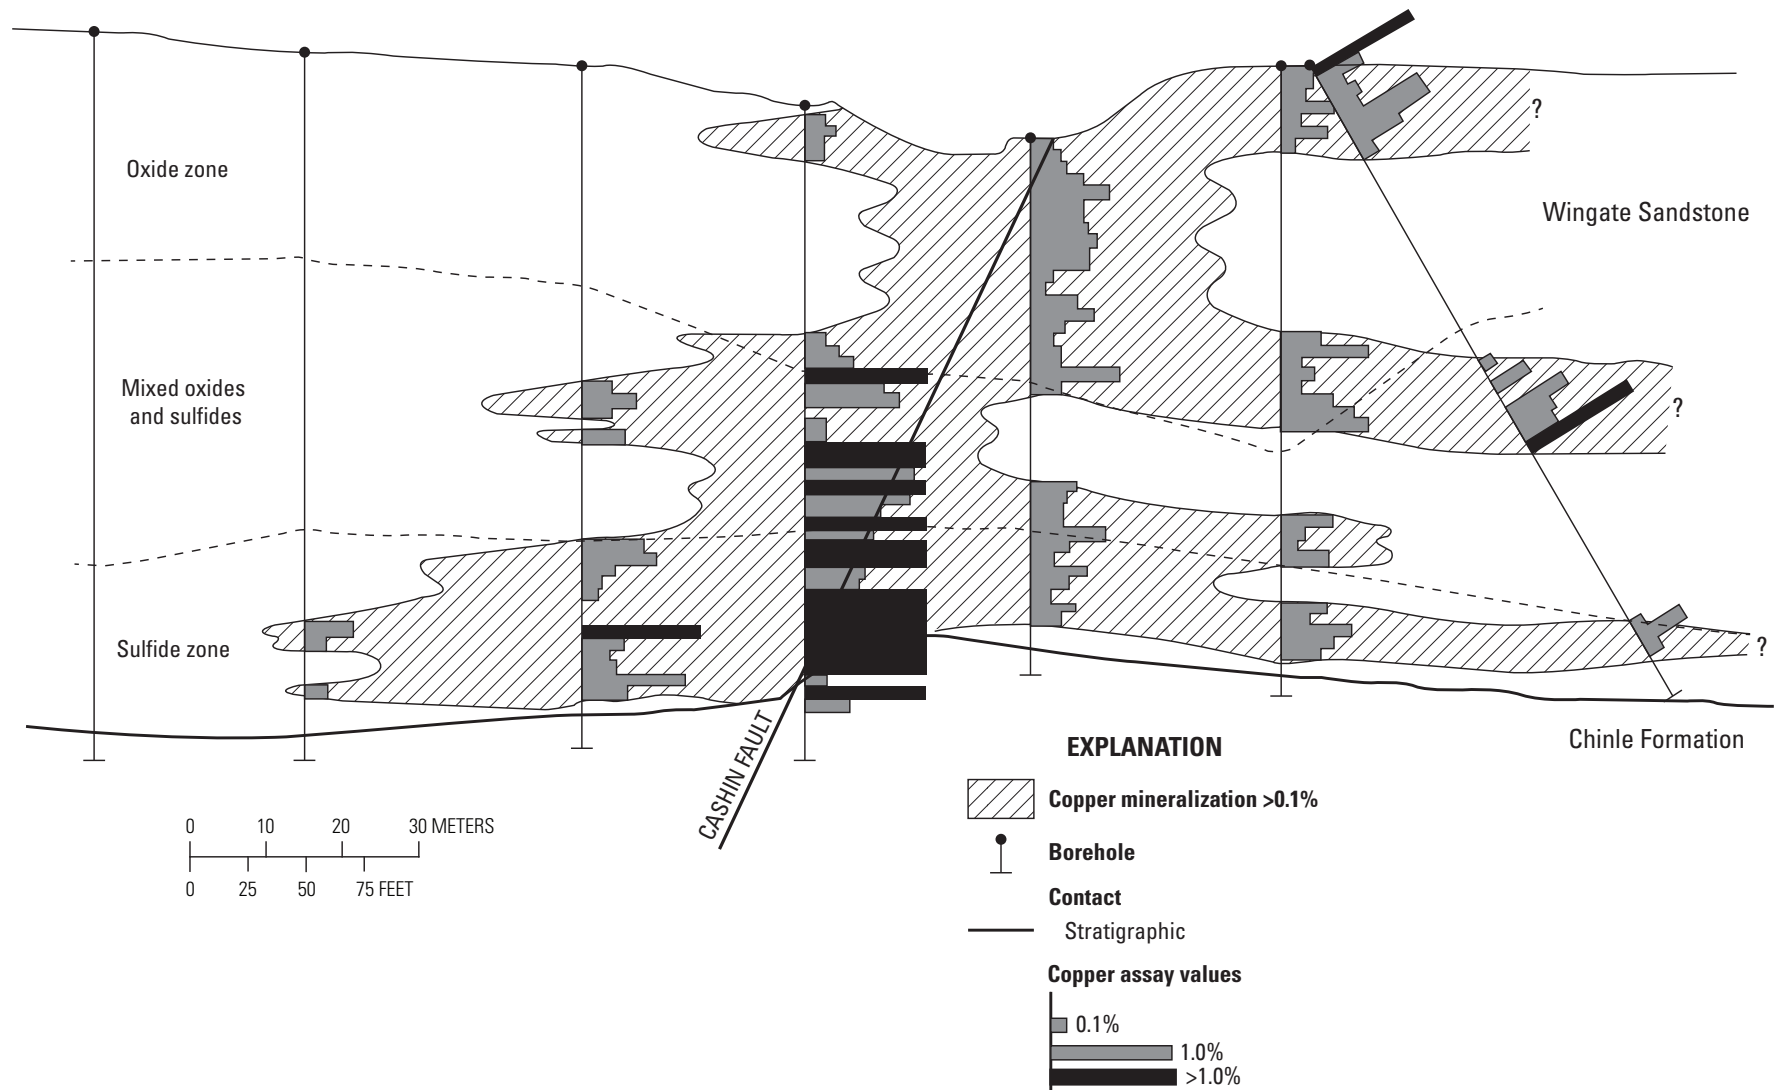 ?
Oxide zone
Wingate Sandstone
Mixed oxides
and sulfides
?
Sulfide zone
?
CASHIN FAULT
Chinle Formation
EXPLANATION
Copper mineralization >0.1%
Borehole
Contact
Stratigraphic
Copper assay values
0.1%
1.0%
>1.0%
0 10 20 30 METERS
0 25 50 75 FEET